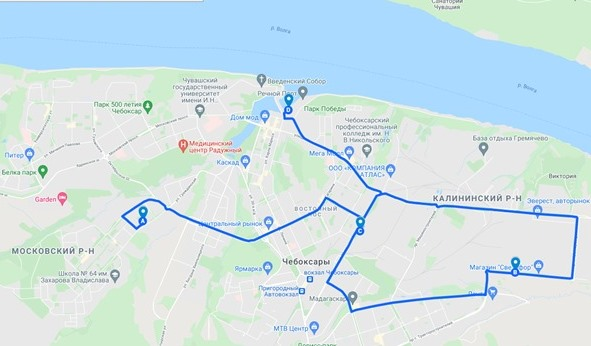 Санаторий
Чувашия
р. Волга
р. Волга
Чувашский
государственный
университет
имени И.Н...
Введенский Собор
Речной Порт
Парк 500 летия
Чебоксар
Дом мод
Парк Победы
Чебоксарский
профессиональный
колледж им.
В.Никольского
База отдыха Гремячево
Питер
Белка парк
Медицинский
центр Радужный
Каскад
Мега Молл
ООО «КОМПАНИЯ
АТЛАС»
Виктория
Garden
D
КАЛИНИНСКИЙ Р-Н
Эверест, авторынок
A
Центральный рынок
C
МОСКОВСКИЙ Р-Н
Чебоксары
Школа № 64 им.
Захарова Владислава
Ярмарка
вокзал Чебоксары
Пригородный
Автовокзал
Мадагаскар
Магазин "Светофор"
B
МТВ Центр